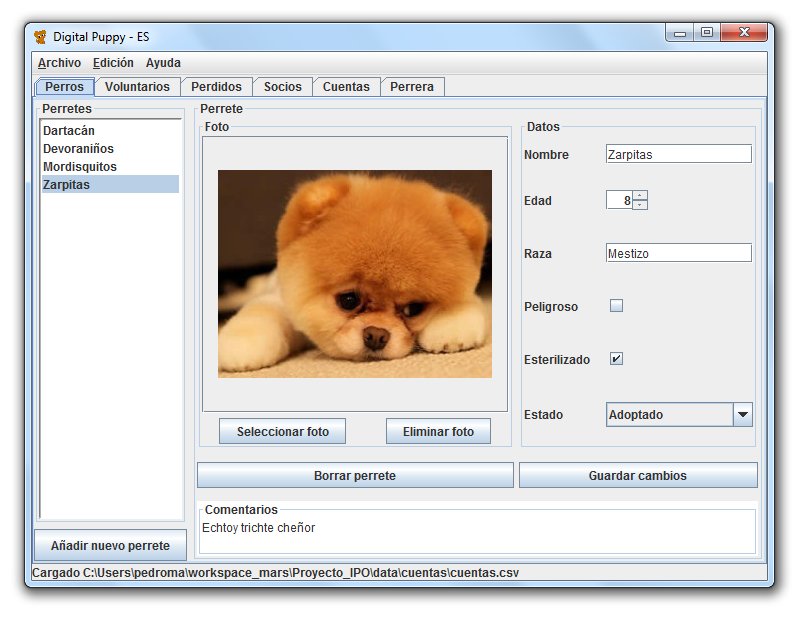 Digital Puppy - ES
Archivo Edición Ayuda
Perros Voluntarios Perdidos Socios Cuentas Perrera
Perretes
Dartacán
Devoraniños
Mordisquitos
Zarpitas
Añadir nuevo perrete
Perrete
Foto
Seleccionar foto Eliminar foto
Datos
Nombre Zarpitas
Edad 8
Raza Mestizo
Peligroso
Esterilizado
Estado Adoptado
Borrar perrete Guardar cambios
Comentarios
Echtoy trichte cheñor
Cargado C:\Users\pedroma\workspace_mars\Proyecto_IPO\data\cuentas\cuentas.csv